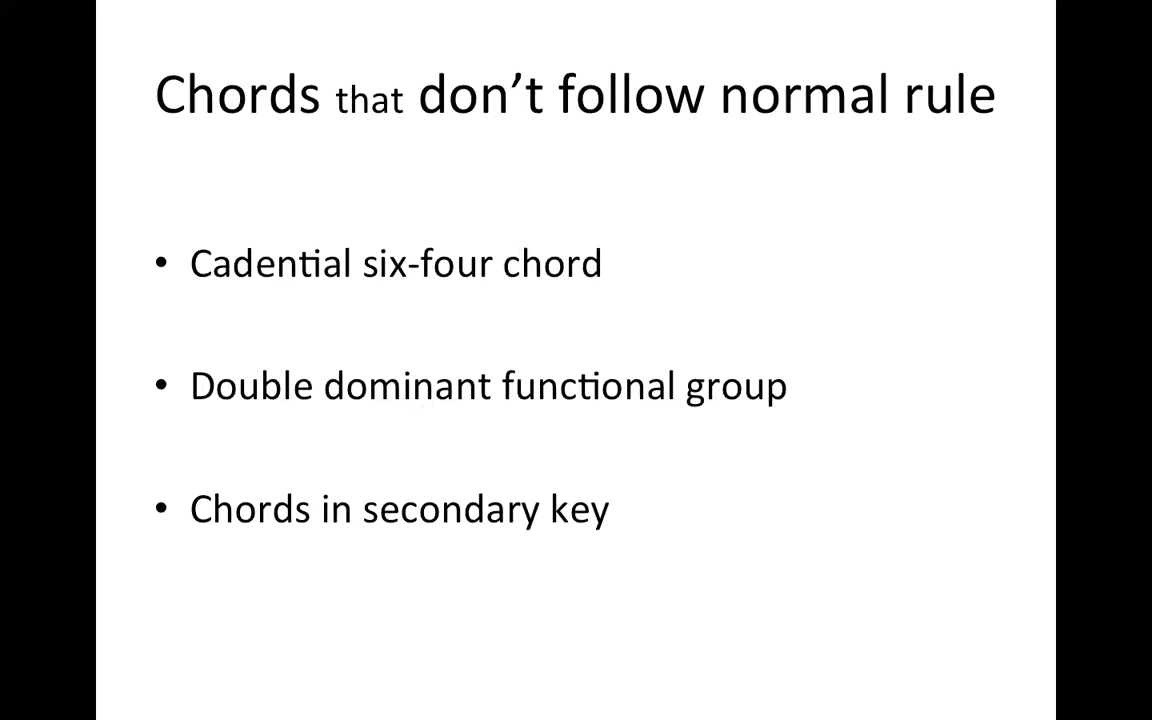 Chords that don’t follow normal rule
• Cadential six-four chord
• Double dominant functional group
• Chords in secondary key